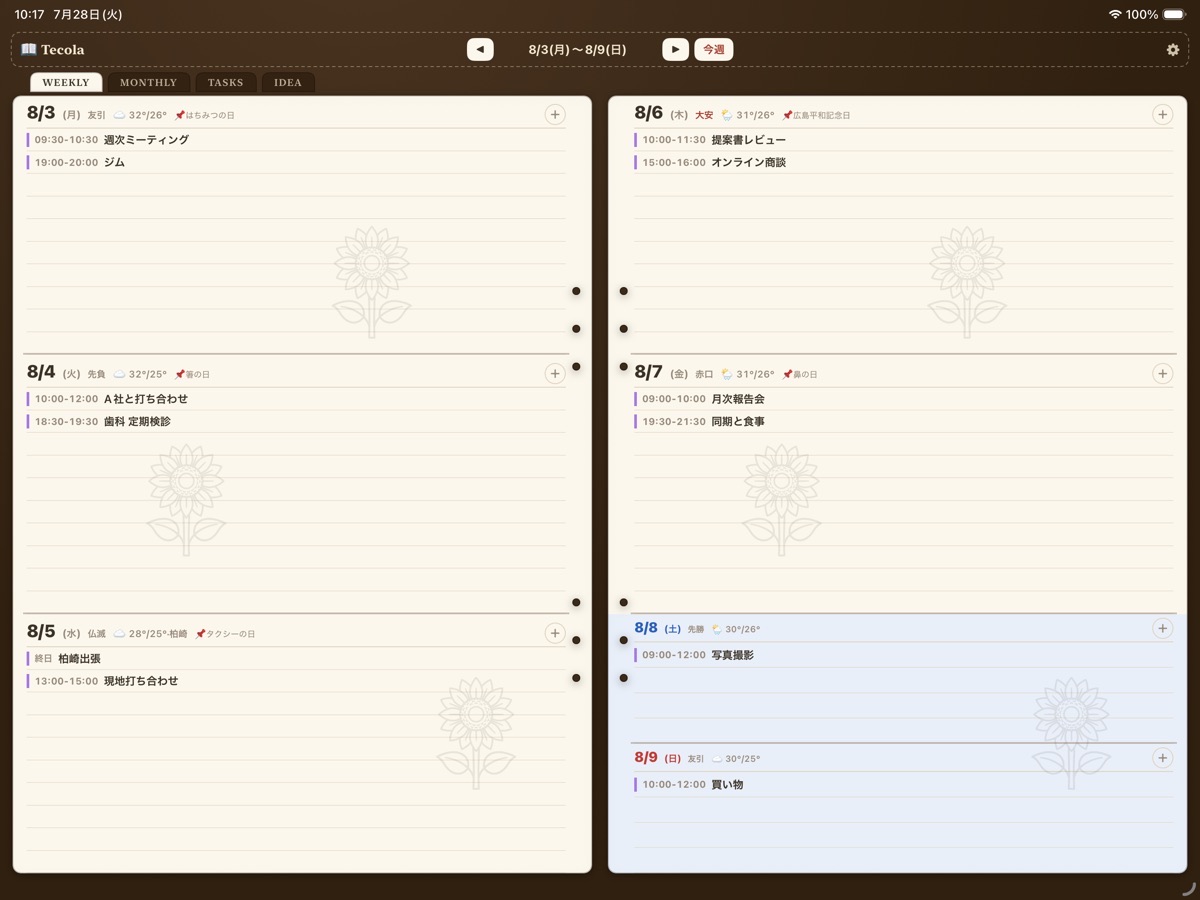 10:17 7月28日(火)
100%
Tecola
◀ 8/3(月)〜8/9(日) ▶ 今週
WEEKLY MONTHLY TASKS IDEA
8/3 (月) 友引 32°/26° はちみつの日
09:30-10:30 週次ミーティング
19:00-20:00 ジム
8/4 (火) 先負 32°/25° 箸の日
10:00-12:00 A社と打ち合わせ
18:30-19:30 歯科 定期検診
8/5 (水) 仏滅 28°/25°·柏崎 タクシーの日
終日 柏崎出張
13:00-15:00 現地打ち合わせ
8/6 (木) 大安 31°/26° 広島平和記念日
10:00-11:30 提案書レビュー
15:00-16:00 オンライン商談
8/7 (金) 赤口 31°/26° 鼻の日
09:00-10:00 月次報告会
19:30-21:30 同期と食事
8/8 (土) 先勝 30°/26°
09:00-12:00 写真撮影
8/9 (日) 友引 30°/25°
10:00-12:00 買い物